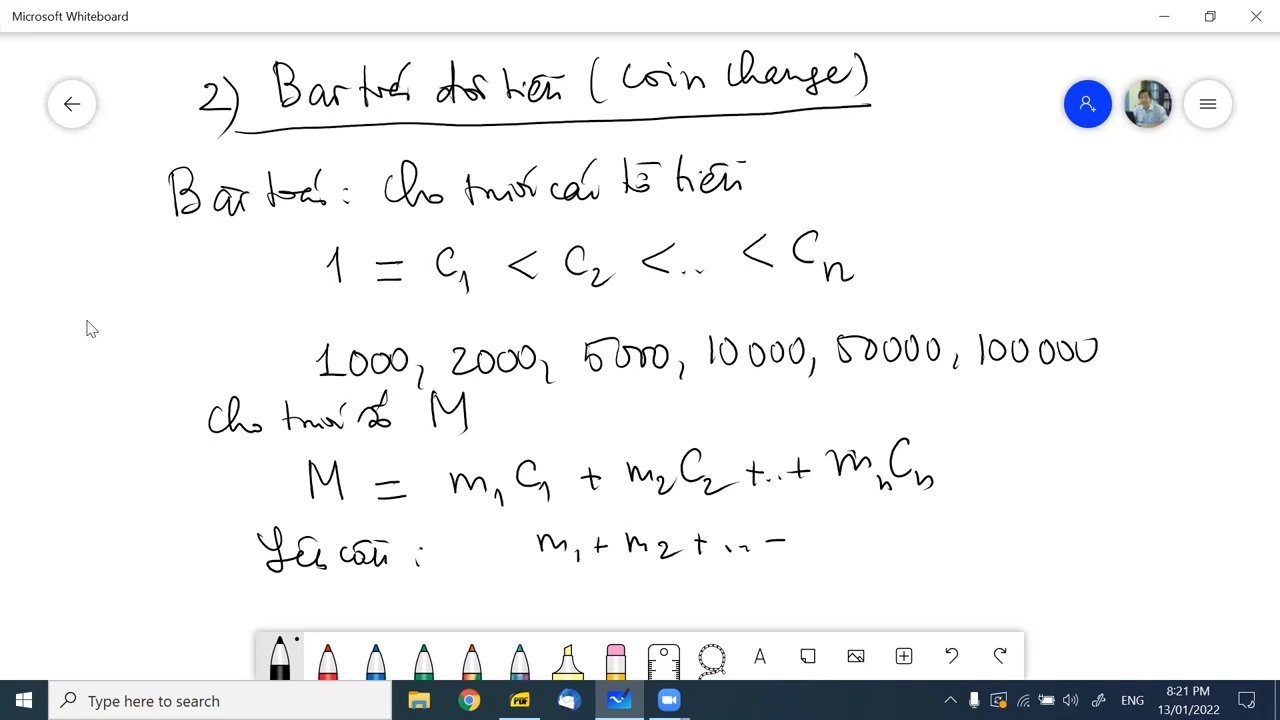 Microsoft Whiteboard
2) Bài toán đổi tiền (coin change)
Bài toán: Cho trước các tờ tiền
1 = C₁ < C₂ < .. < Cₙ
1000, 2000, 5000, 10000, 50000, 100000
Cho trước số M
M = m₁C₁ + m₂C₂ + .. + mₙCₙ
Yêu cầu : m₁ + m₂ + .. -
A
Type here to search
PDF
ENG
8:21 PM
13/01/2022